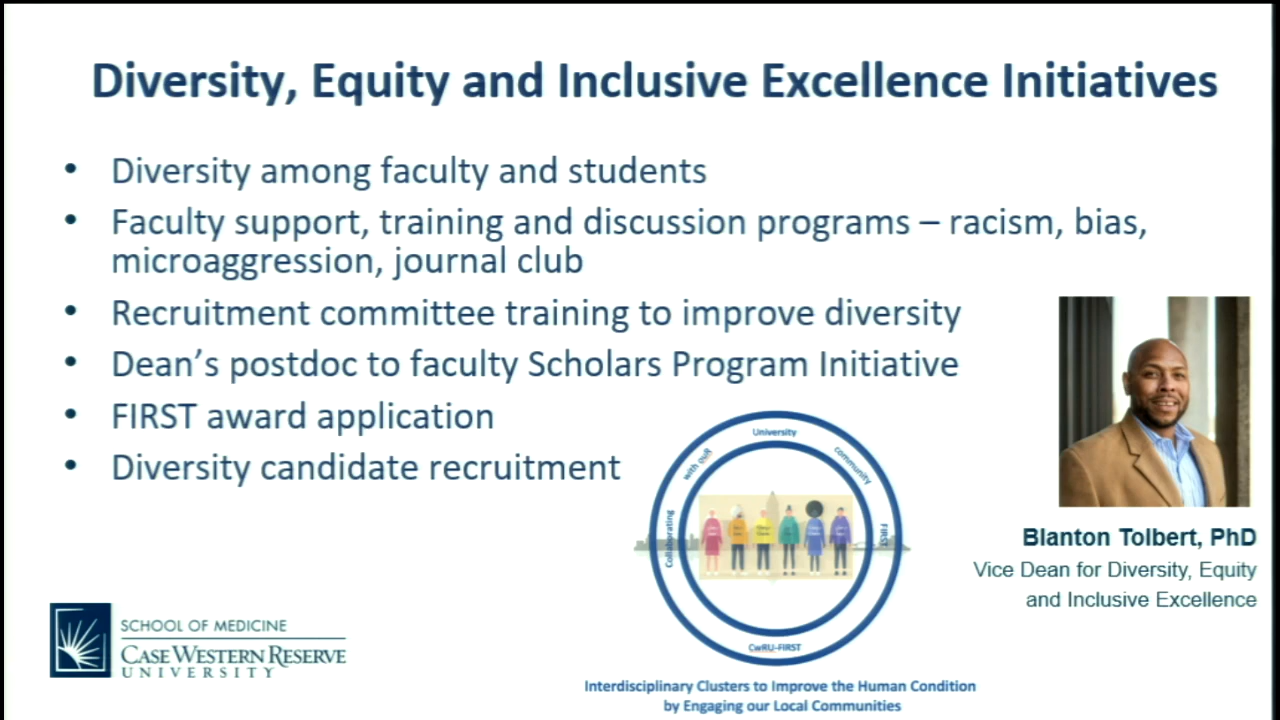 Diversity, Equity and Inclusive Excellence Initiatives
• Diversity among faculty and students
• Faculty support, training and discussion programs – racism, bias,
microaggression, journal club
• Recruitment committee training to improve diversity
• Dean's postdoc to faculty Scholars Program Initiative
• FIRST award application
• Diversity candidate recruitment
Collaborating
with ouR
University
community
FIRST
CwRU-FIRST
Interdisciplinary Clusters to Improve the Human Condition
by Engaging our Local Communities
Blanton Tolbert, PhD
Vice Dean for Diversity, Equity
and Inclusive Excellence
SCHOOL OF MEDICINE
CASE WESTERN RESERVE
UNIVERSITY